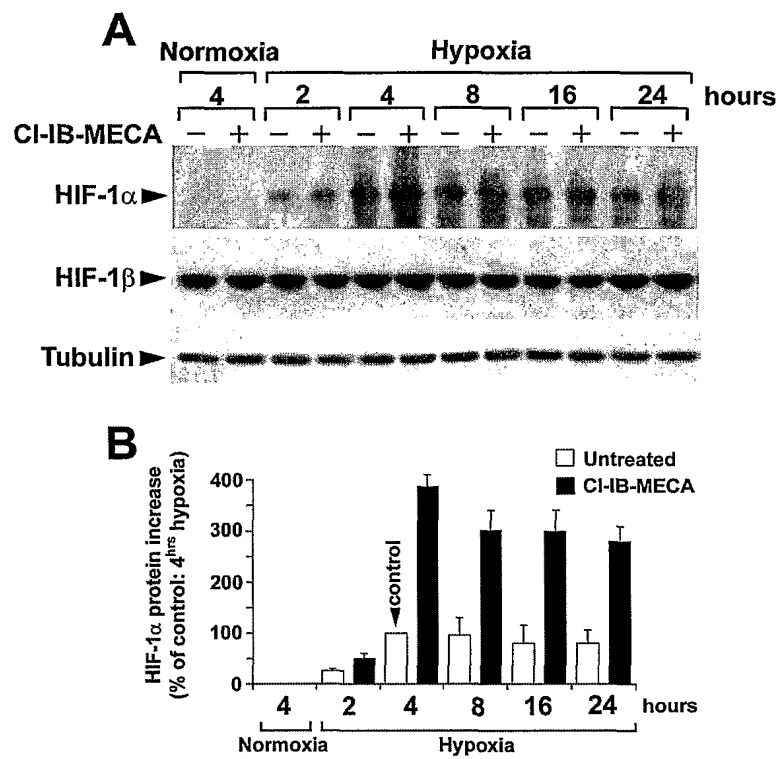 A
Normoxia Hypoxia
4 2 4 8 16 24 hours
Cl-IB-MECA − + − + − + − + − + − +
HIF-1α
HIF-1β
Tubulin
B
HIF-1α protein increase
(% of control: 4hrs hypoxia)
Untreated
Cl-IB-MECA
400
300
200
100
0
control
4 2 4 8 16 24 hours
Normoxia Hypoxia